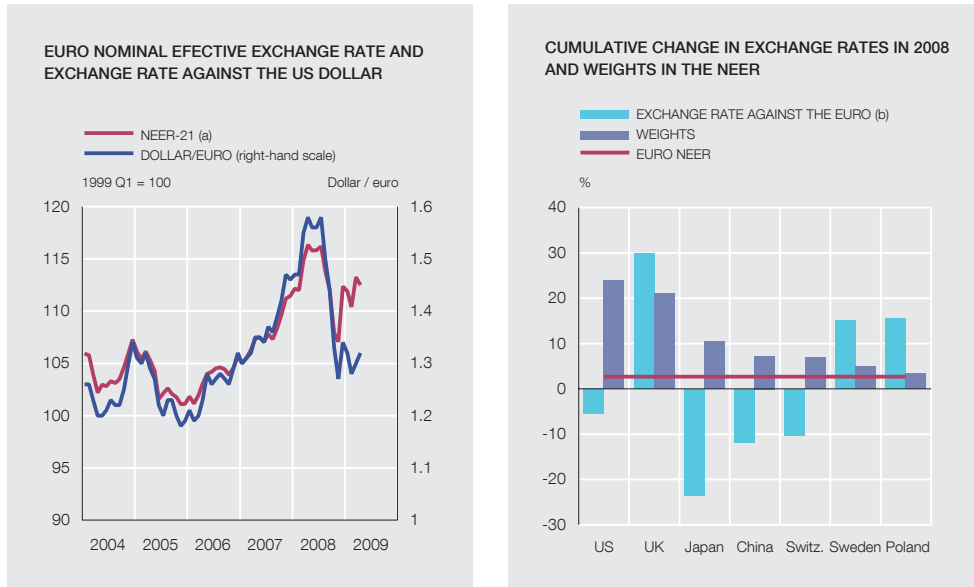 EURO NOMINAL EFECTIVE EXCHANGE RATE AND
EXCHANGE RATE AGAINST THE US DOLLAR
NEER-21 (a)
DOLLAR/EURO (right-hand scale)
1999 Q1 = 100 Dollar / euro
120 1.6
115 1.5
110 1.4
105 1.3
100 1.2
95 1.1
90 1
2004 2005 2006 2007 2008 2009
CUMULATIVE CHANGE IN EXCHANGE RATES IN 2008
AND WEIGHTS IN THE NEER
EXCHANGE RATE AGAINST THE EURO (b)
WEIGHTS
EURO NEER
%
40
30
20
10
0
-10
-20
-30
US UK Japan China Switz. Sweden Poland